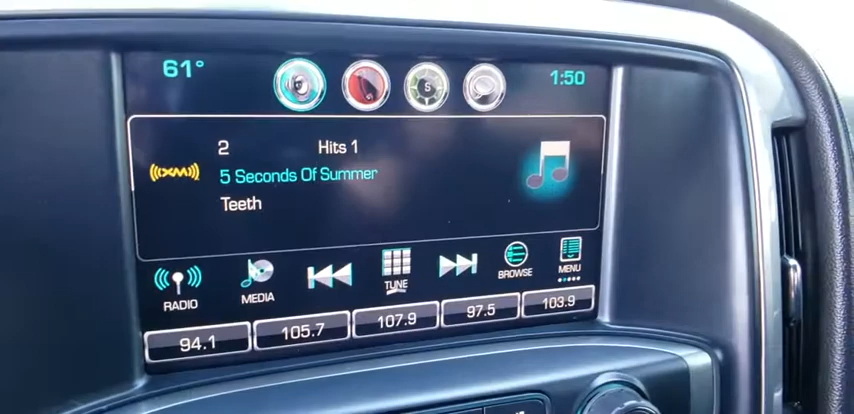 61° S 1:50
2 Hits 1
((XM)) 5 Seconds Of Summer
Teeth
RADIO MEDIA TUNE BROWSE MENU
94.1 105.7 107.9 97.5 103.9